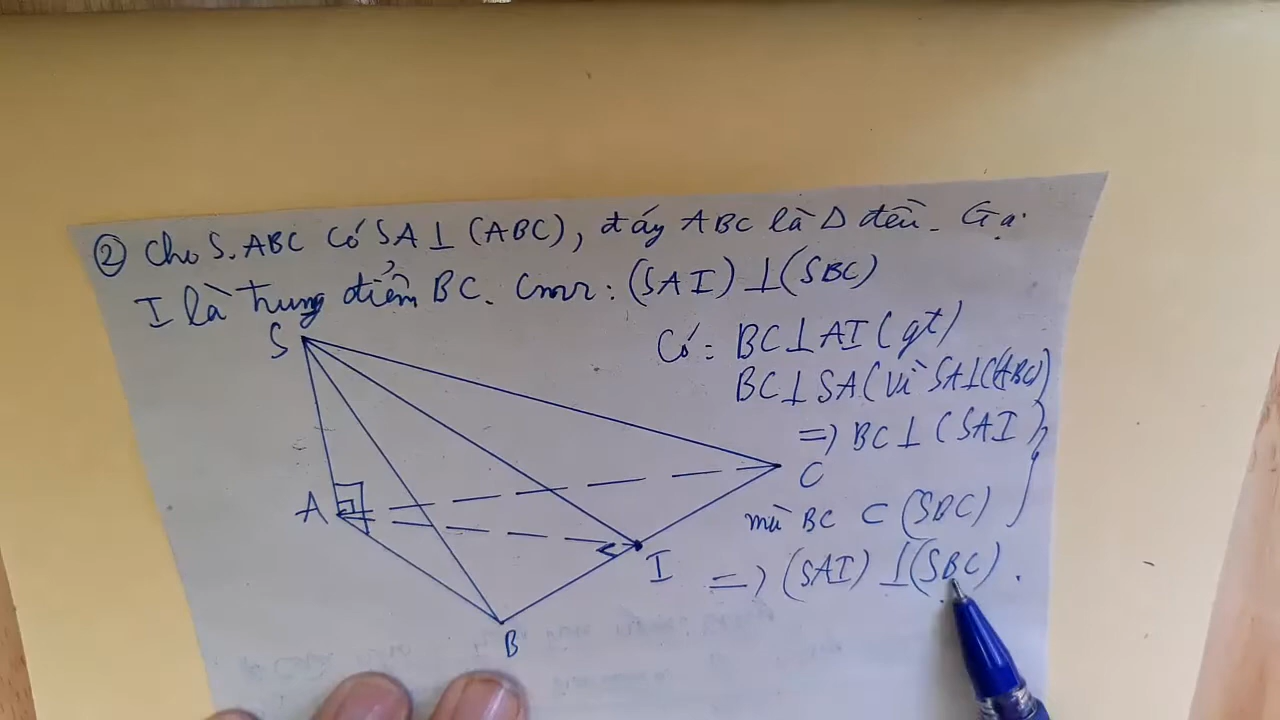 ② Cho S.ABC có SA⊥(ABC), đáy ABC là Δ đều. Gọi
I là trung điểm BC. Cmr: (SAI)⊥(SBC)
S
Có: BC⊥AI (gt)
BC⊥SA (vì SA⊥(ABC)
=> BC⊥(SAI)
C
A
mà BC ⊂ (SBC)
I
=> (SAI)⊥(SBC).
B